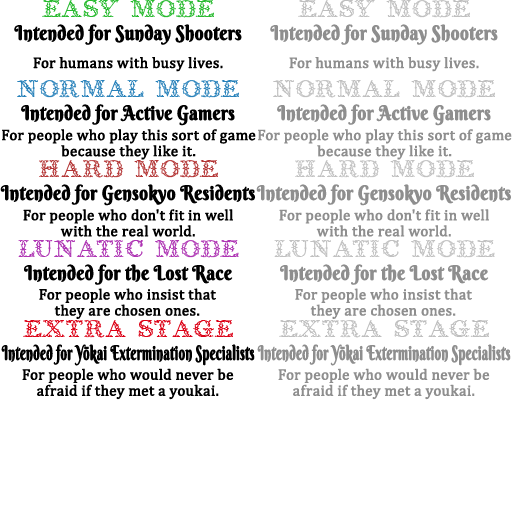 EASY MODE
Intended for Sunday Shooters
For humans with busy lives.
NORMAL MODE
Intended for Active Gamers
For people who play this sort of game
because they like it.
HARD MODE
Intended for Gensokyo Residents
For people who don't fit in well
with the real world.
LUNATIC MODE
Intended for the Lost Race
For people who insist that
they are chosen ones.
EXTRA STAGE
Intended for Yōkai Extermination Specialists
For people who would never be
afraid if they met a youkai.
EASY MODE
Intended for Sunday Shooters
For humans with busy lives.
NORMAL MODE
Intended for Active Gamers
For people who play this sort of game
because they like it.
HARD MODE
Intended for Gensokyo Residents
For people who don't fit in well
with the real world.
LUNATIC MODE
Intended for the Lost Race
For people who insist that
they are chosen ones.
EXTRA STAGE
Intended for Yōkai Extermination Specialists
For people who would never be
afraid if they met a youkai.